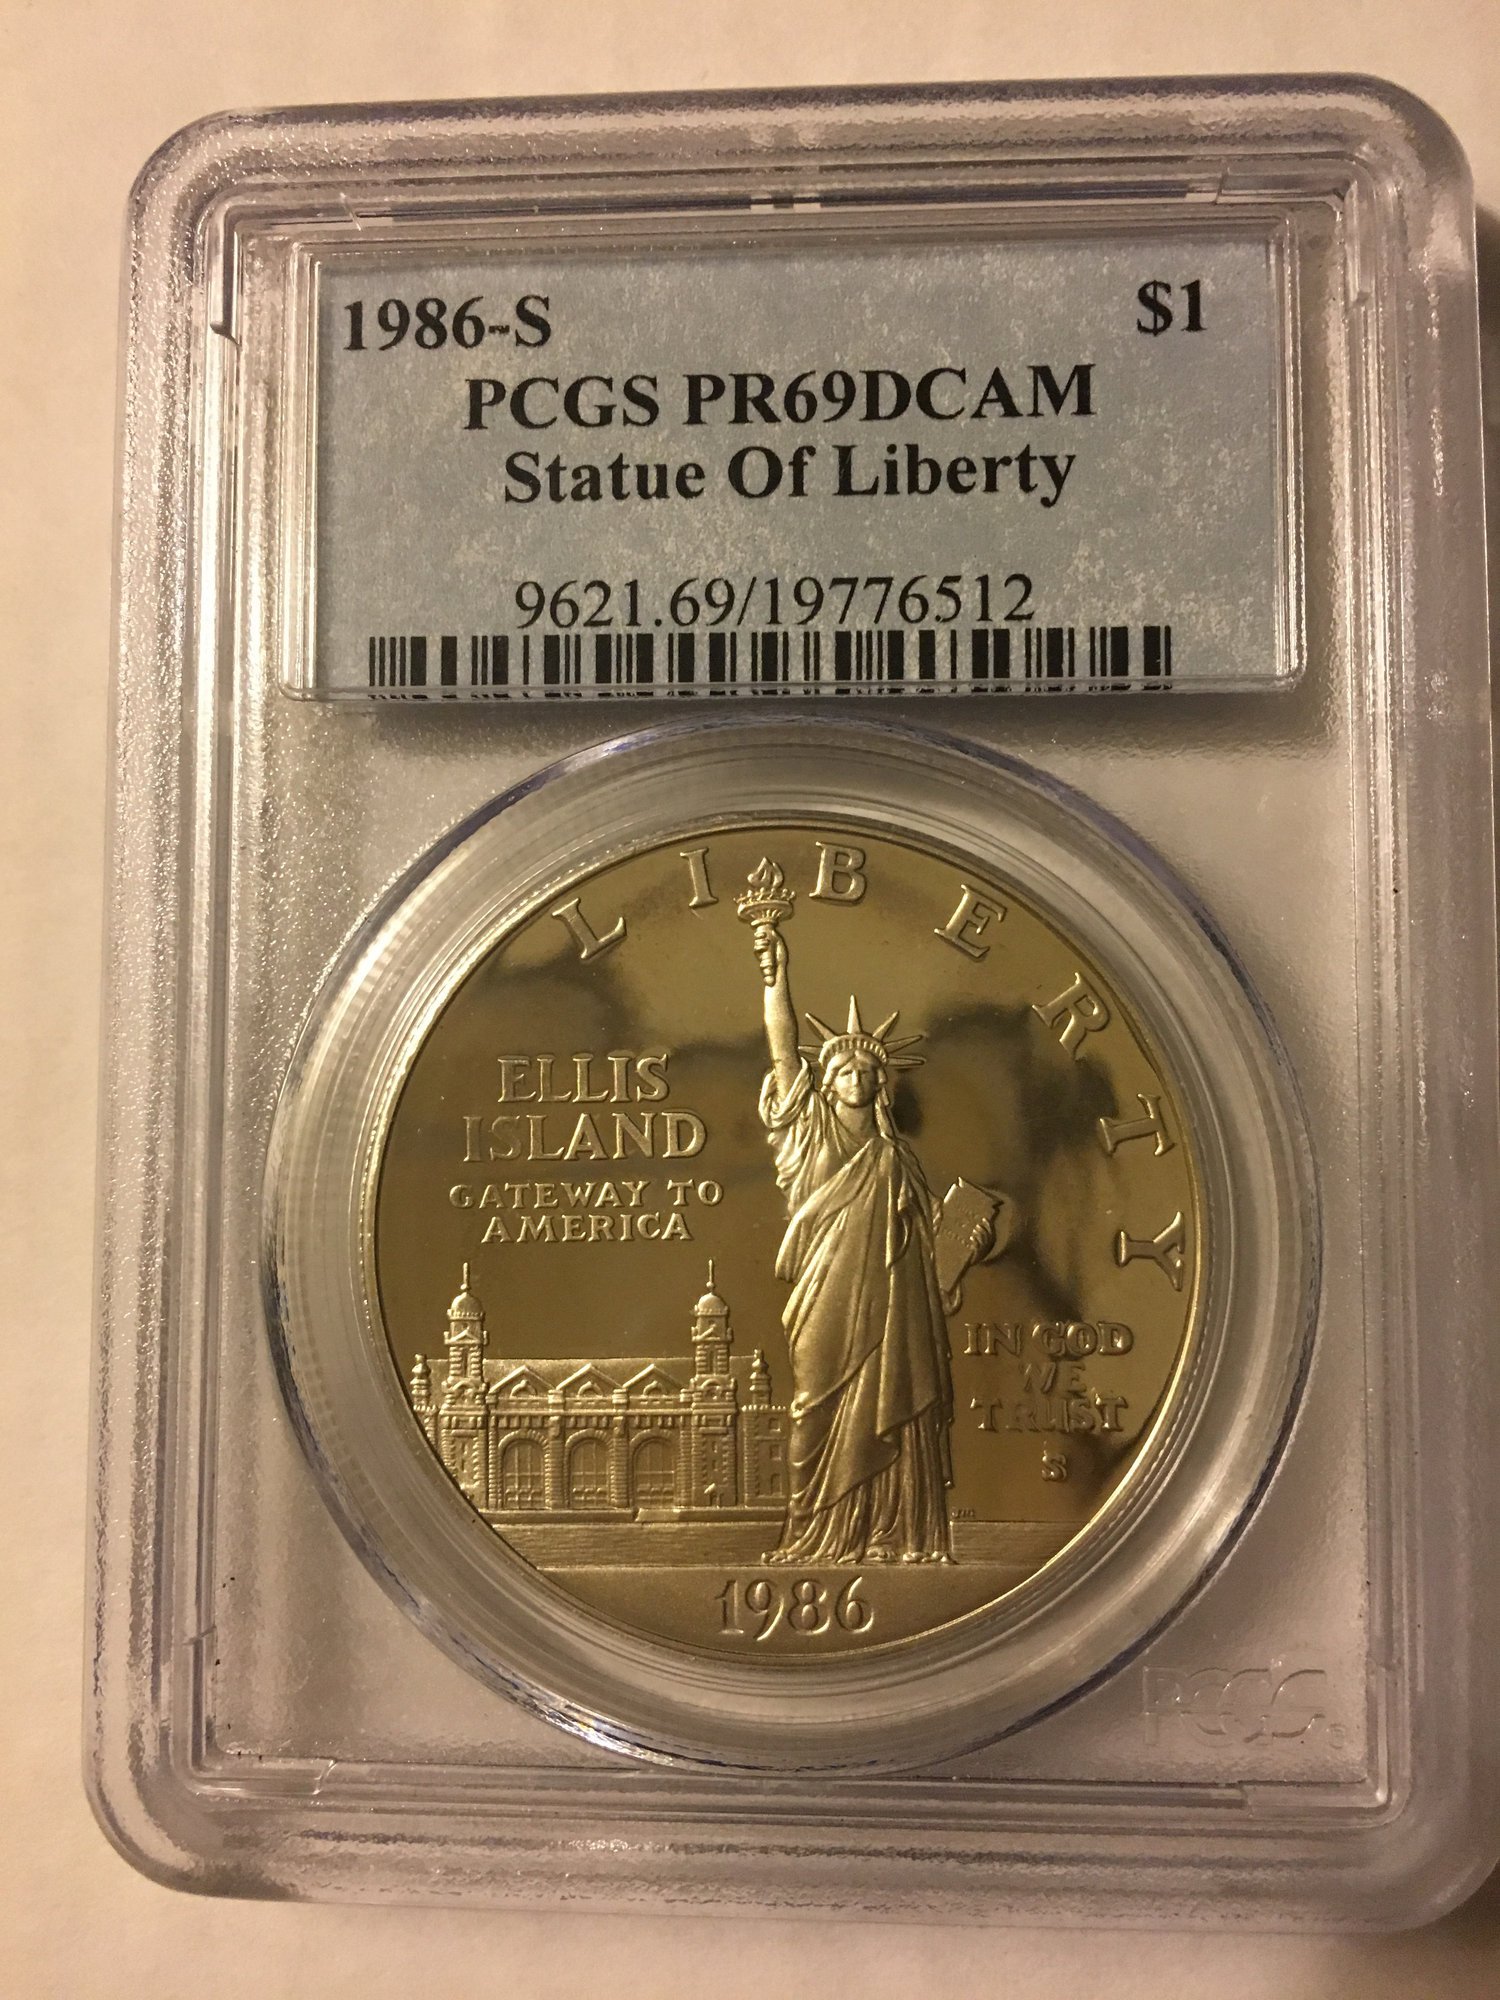 1986-S $1
PCGS PR69DCAM
Statue Of Liberty
9621.69/19776512
LIBERTY
ELLIS
ISLAND
GATEWAY TO
AMERICA
IN GOD
WE
TRUST
S
1986
PCGS